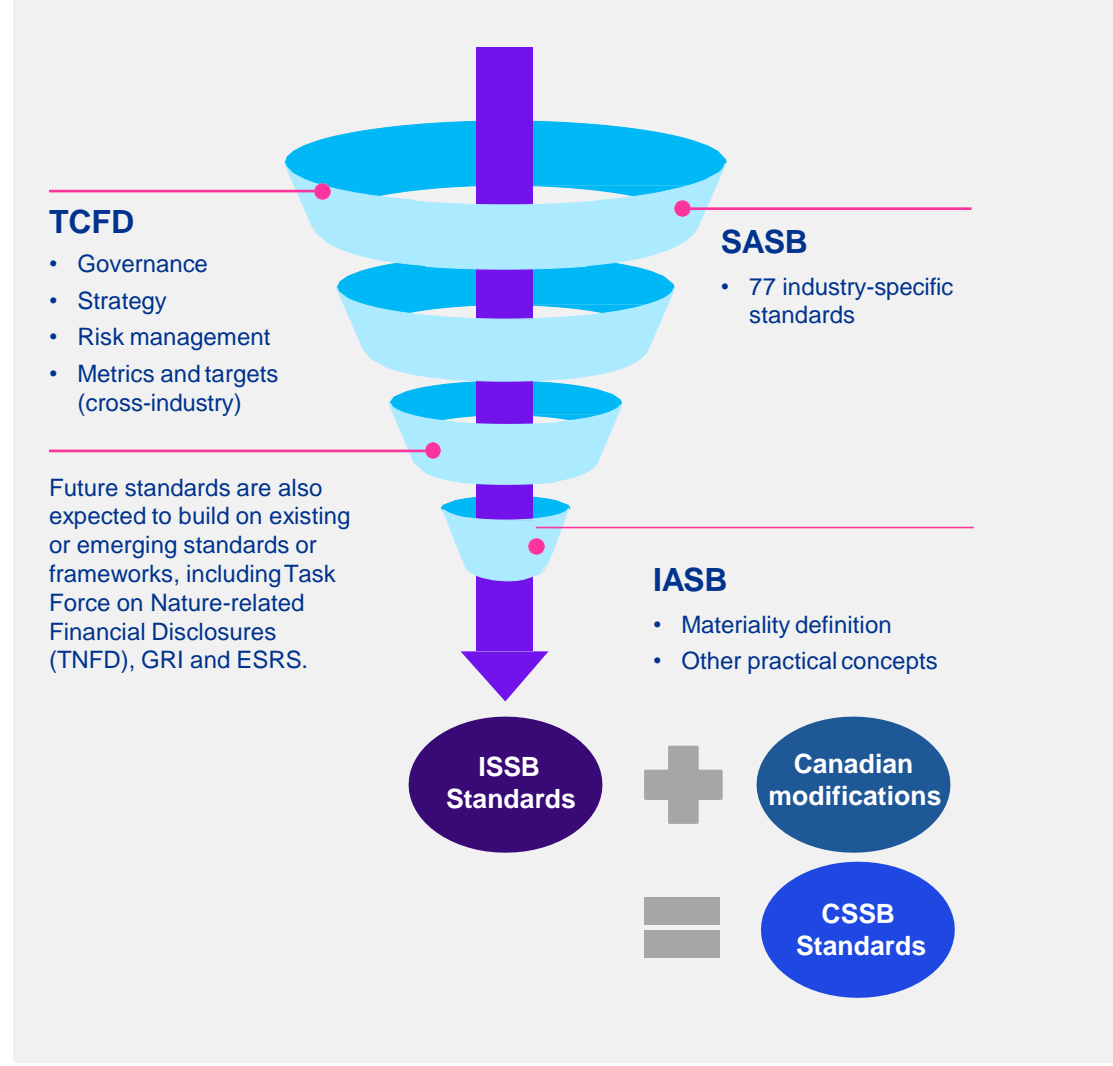 TCFD
• Governance
• Strategy
• Risk management
• Metrics and targets
(cross-industry)
SASB
• 77 industry-specific
standards
Future standards are also
expected to build on existing
or emerging standards or
frameworks, including Task
Force on Nature-related
Financial Disclosures
(TNFD), GRI and ESRS.
IASB
• Materiality definition
• Other practical concepts
ISSB
Standards
Canadian
modifications
CSSB
Standards